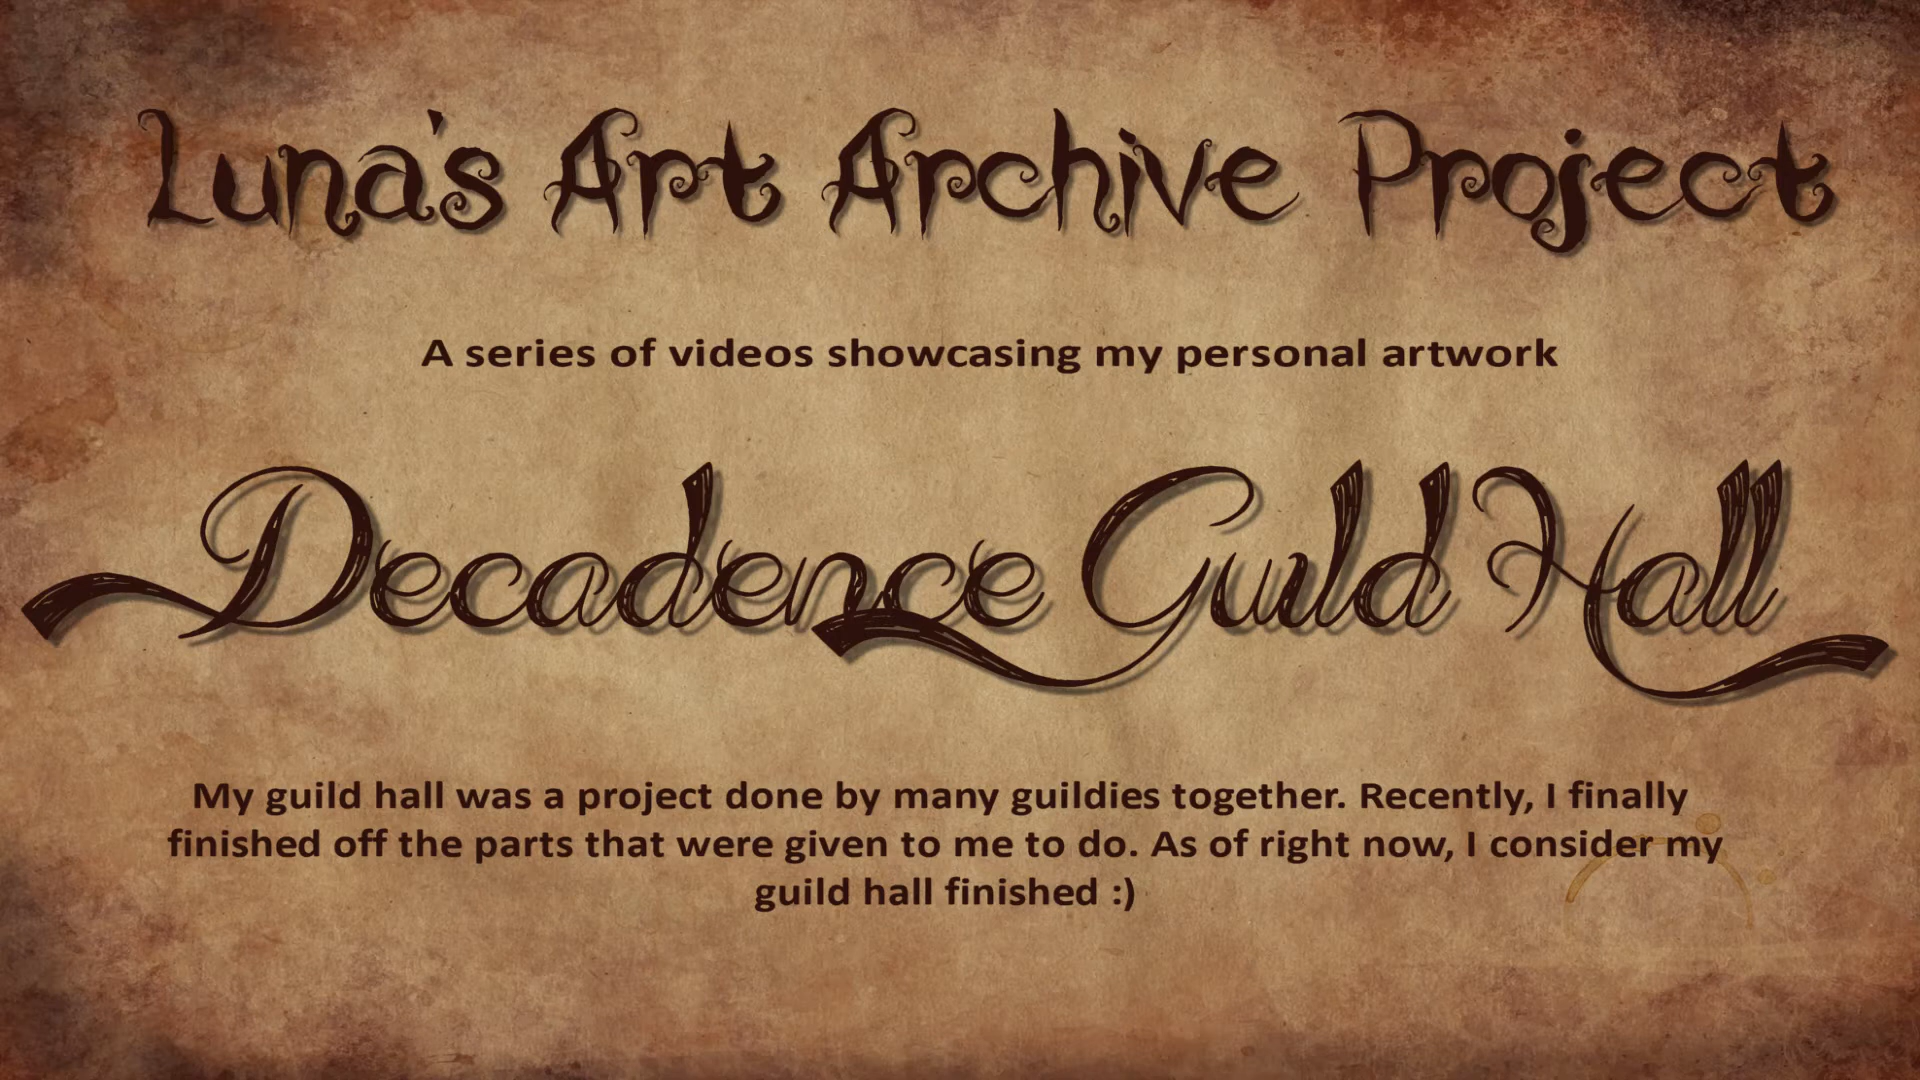 Luna's Art Archive Project
A series of videos showcasing my personal artwork
Decadence Guild Hall
My guild hall was a project done by many guildies together. Recently, I finally
finished off the parts that were given to me to do. As of right now, I consider my
guild hall finished :)